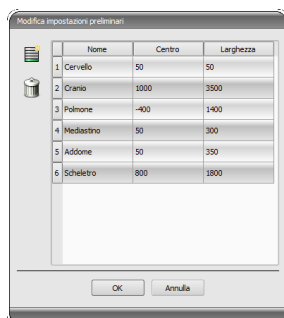 Modifica impostazioni preliminari
Nome Centro Larghezza
1 Cervello 50 50
2 Cranio 1000 3500
3 Polmone -400 1400
4 Mediastino 50 300
5 Addome 50 350
6 Scheletro 800 1800
OK Annulla